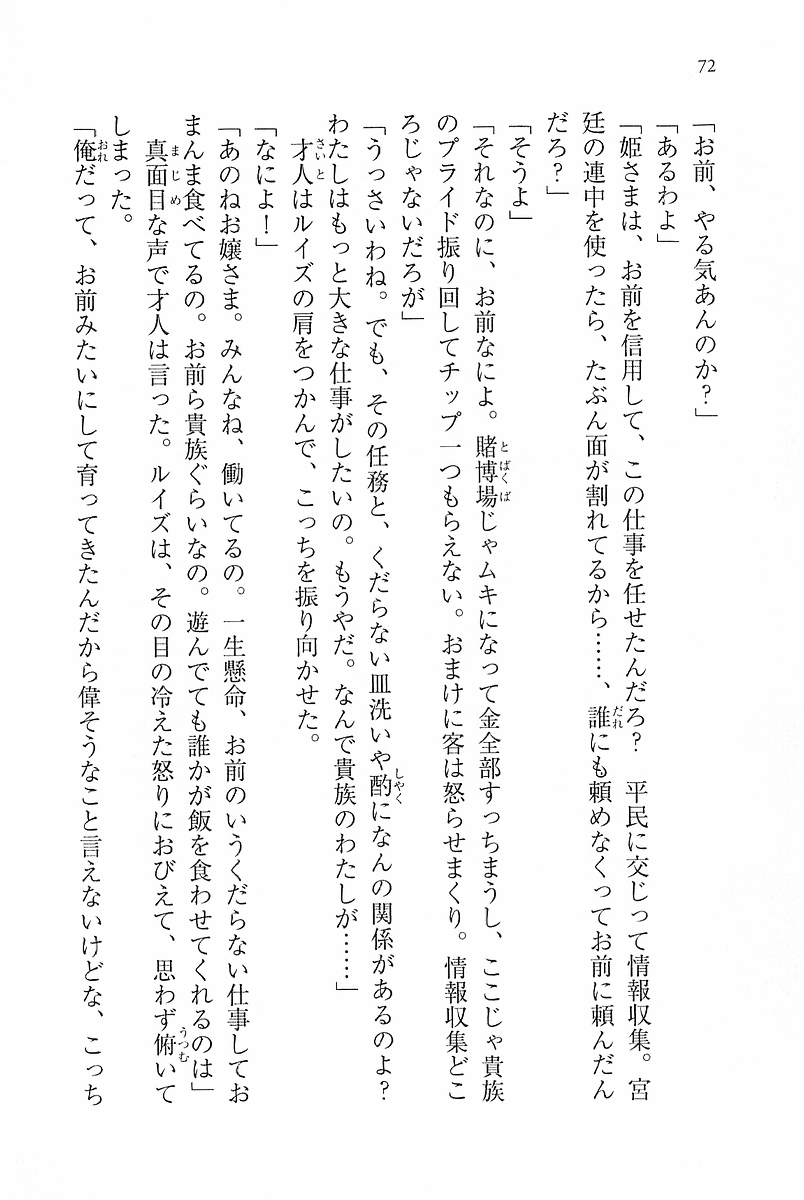 72
「お前、やる気あんのか？」
「あるわよ」
「姫さまは、お前を信用して、この仕事を任せたんだろ？　平民に交じって情報収集。宮
廷の連中を使ったら、たぶん面が割れてるから……、誰にも頼めなくってお前に頼んだん
だろ？」
「そうよ」
「それなのに、お前なによ。賭博場じゃムキになって金全部すっちまうし、ここじゃ貴族
のプライド振り回してチップ一つもらえない。おまけに客は怒らせまくり。情報収集どこ
ろじゃないだろが」
「うっさいわね。でも、その任務と、くだらない皿洗いや酌になんの関係があるのよ？
わたしはもっと大きな仕事がしたいの。もうやだ。なんで貴族のわたしが……」
　才人はルイズの肩をつかんで、こっちを振り向かせた。
「なによ！」
「あのねお嬢さま。みんなね、働いてるの。一生懸命、お前のいうくだらない仕事してお
まんま食べてるの。お前ら貴族ぐらいなの。遊んでても誰かが飯を食わせてくれるのは」
　真面目な声で才人は言った。ルイズは、その目の冷えた怒りにおびえて、思わず俯いて
しまった。
「俺だって、お前みたいにして育ってきたんだから偉そうなこと言えないけどな、こっち